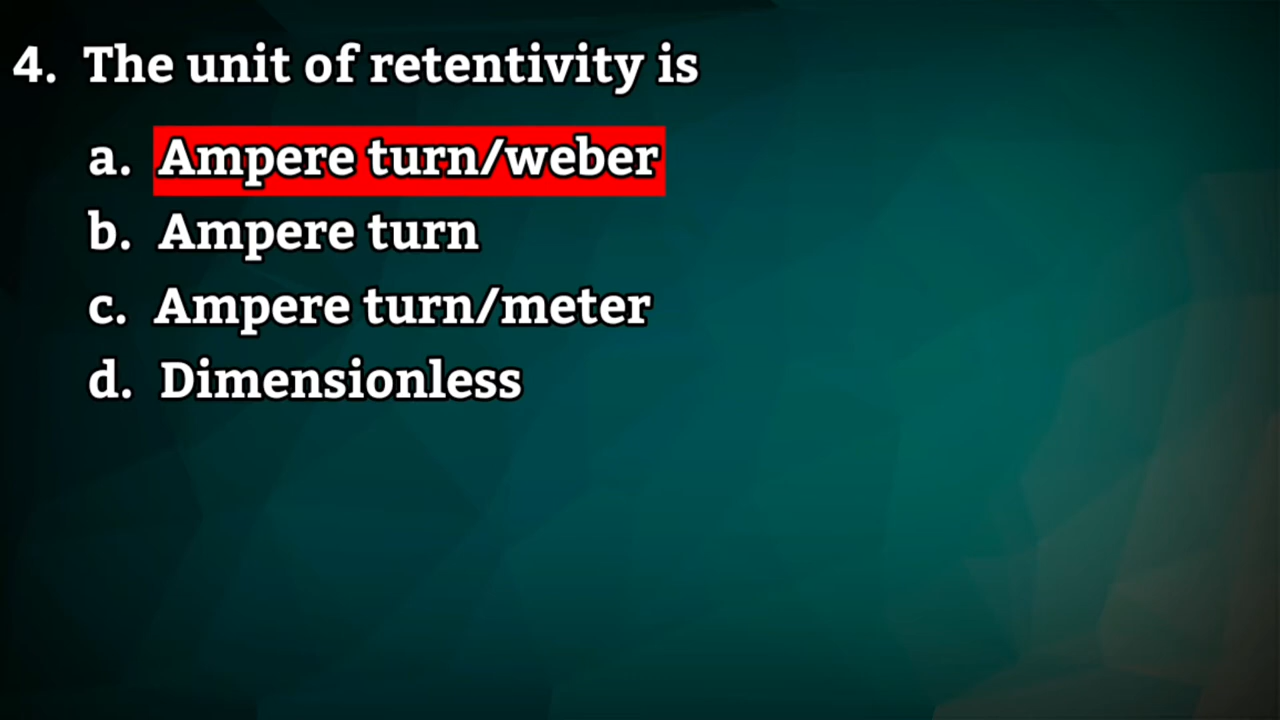 4. The unit of retentivity is
a. Ampere turn/weber
b. Ampere turn
c. Ampere turn/meter
d. Dimensionless